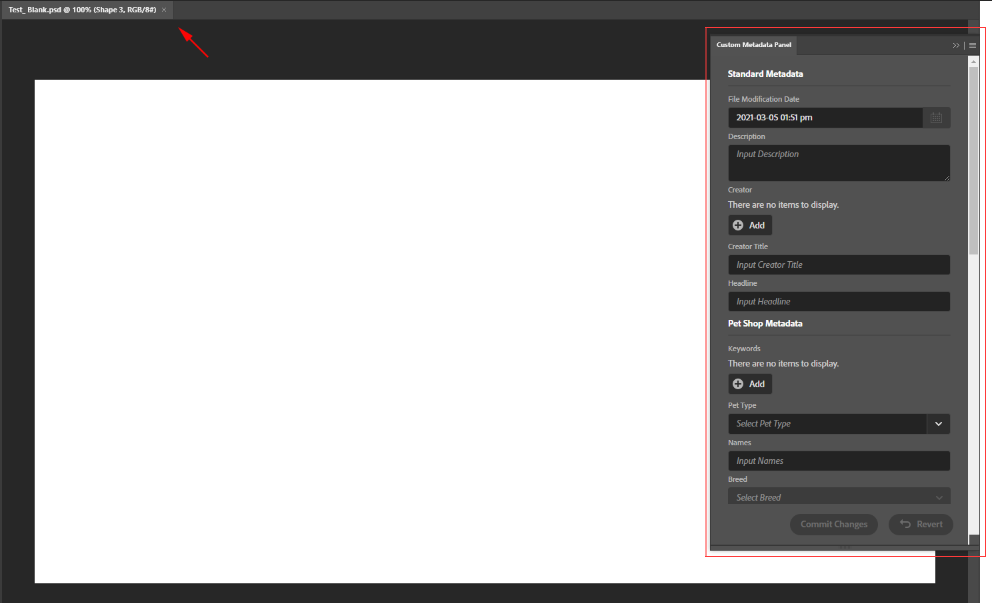 Test_ Blank.psd @ 100% (Shape 3, RGB/8#) ×
Custom Metadata Panel
Standard Metadata
File Modification Date
2021-03-05 01:51 pm
Description
Input Description
Creator
There are no items to display.
Add
Creator Title
Input Creator Title
Headline
Input Headline
Pet Shop Metadata
Keywords
There are no items to display.
Add
Pet Type
Select Pet Type
Names
Input Names
Breed
Select Breed
Commit Changes Revert